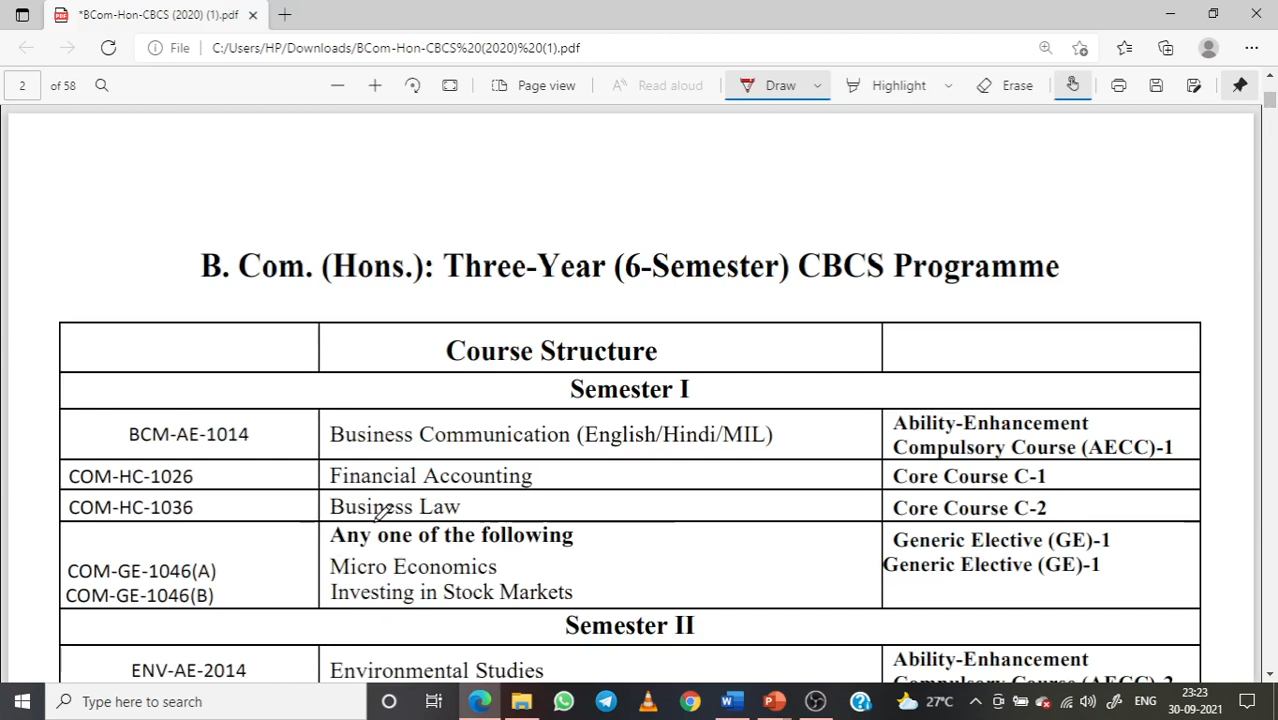 *BCom-Hon-CBCS (2020) (1).pdf
File C:/Users/HP/Downloads/BCom-Hon-CBCS%20(2020)%20(1).pdf
2 of 58 Page view Read aloud Draw Highlight Erase
B. Com. (Hons.): Three-Year (6-Semester) CBCS Programme
Course Structure
Semester I
BCM-AE-1014 Business Communication (English/Hindi/MIL) Ability-Enhancement
Compulsory Course (AECC)-1
COM-HC-1026 Financial Accounting Core Course C-1
COM-HC-1036 Business Law Core Course C-2
Any one of the following Generic Elective (GE)-1
COM-GE-1046(A) Micro Economics Generic Elective (GE)-1
COM-GE-1046(B) Investing in Stock Markets
Semester II
ENV-AE-2014 Environmental Studies Ability-Enhancement
Type here to search 27°C ENG 23:23
30-09-2021